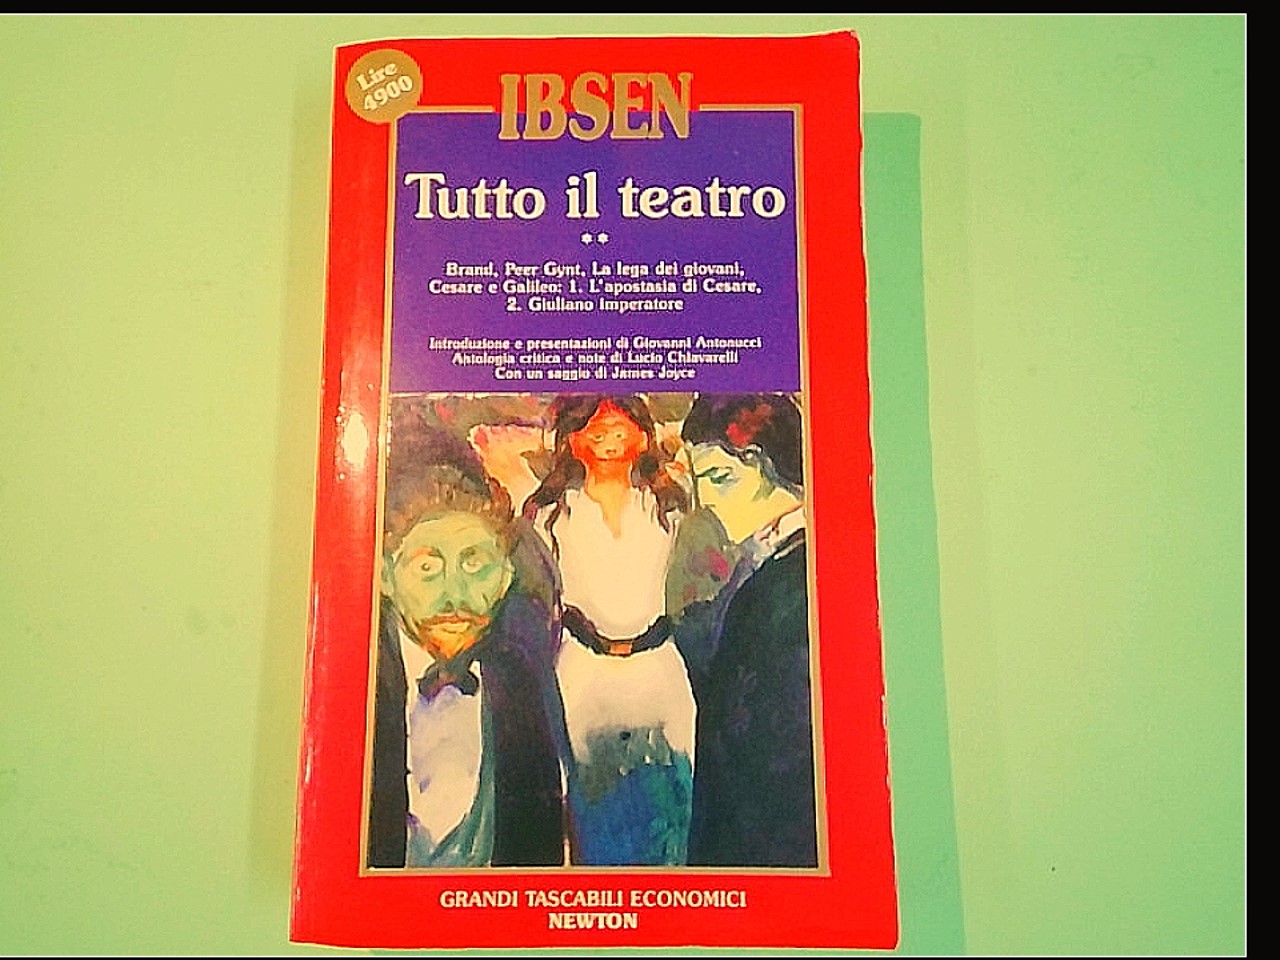 Lire
4900
IBSEN
Tutto il teatro
**
Brand, Peer Gynt, La lega dei giovani,
Cesare e Galileo: 1. L'apostasia di Cesare,
2. Giuliano Imperatore
Introduzione e presentazioni di Giovanni Antonucci
Antologia critica e note di Lucio Chiavarelli
Con un saggio di James Joyce
GRANDI TASCABILI ECONOMICI
NEWTON